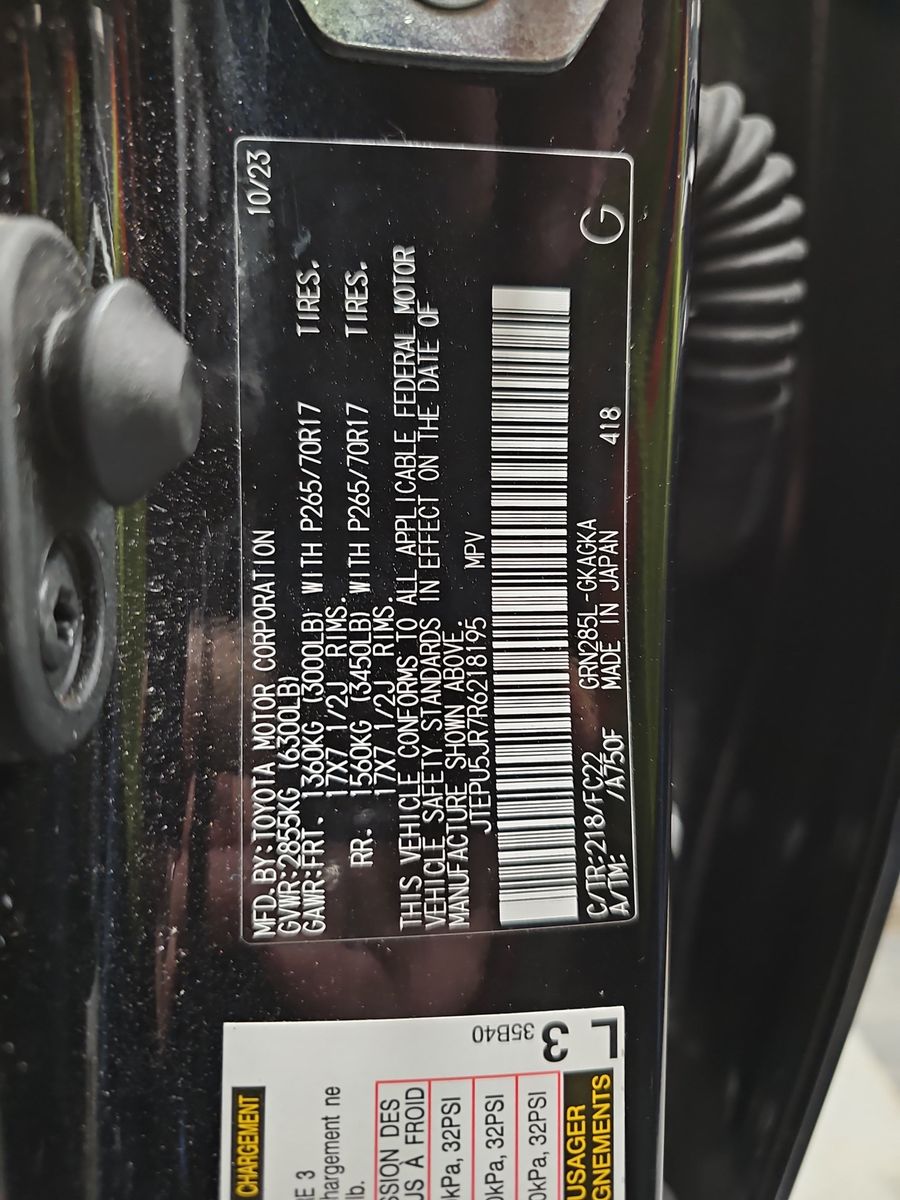 MFD.BY:TOYOTA MOTOR CORPORATION 10/23
GVWR:2855KG (6300LB)
GAWR:FRT. 1360KG (3000LB) WITH P265/70R17 TIRES.
17X7 1/2J RIMS.
RR. 1560KG (3450LB) WITH P265/70R17 TIRES.
17X7 1/2J RIMS.
THIS VEHICLE CONFORMS TO ALL APPLICABLE FEDERAL MOTOR
VEHICLE SAFETY STANDARDS IN EFFECT ON THE DATE OF
MANUFACTURE SHOWN ABOVE.
JTEPU5JR7R6218195 MPV
C/TR:218/FC22 GRN285L-GKAGKA G
A/TM: /A750F MADE IN JAPAN 418
35B40
3
L
CHARGEMENT
E 3
hargement ne
lb.
SSION DES
US À FROID
kPa, 32PSI
0kPa, 32PSI
0kPa, 32PSI
USAGER
GNEMENTS